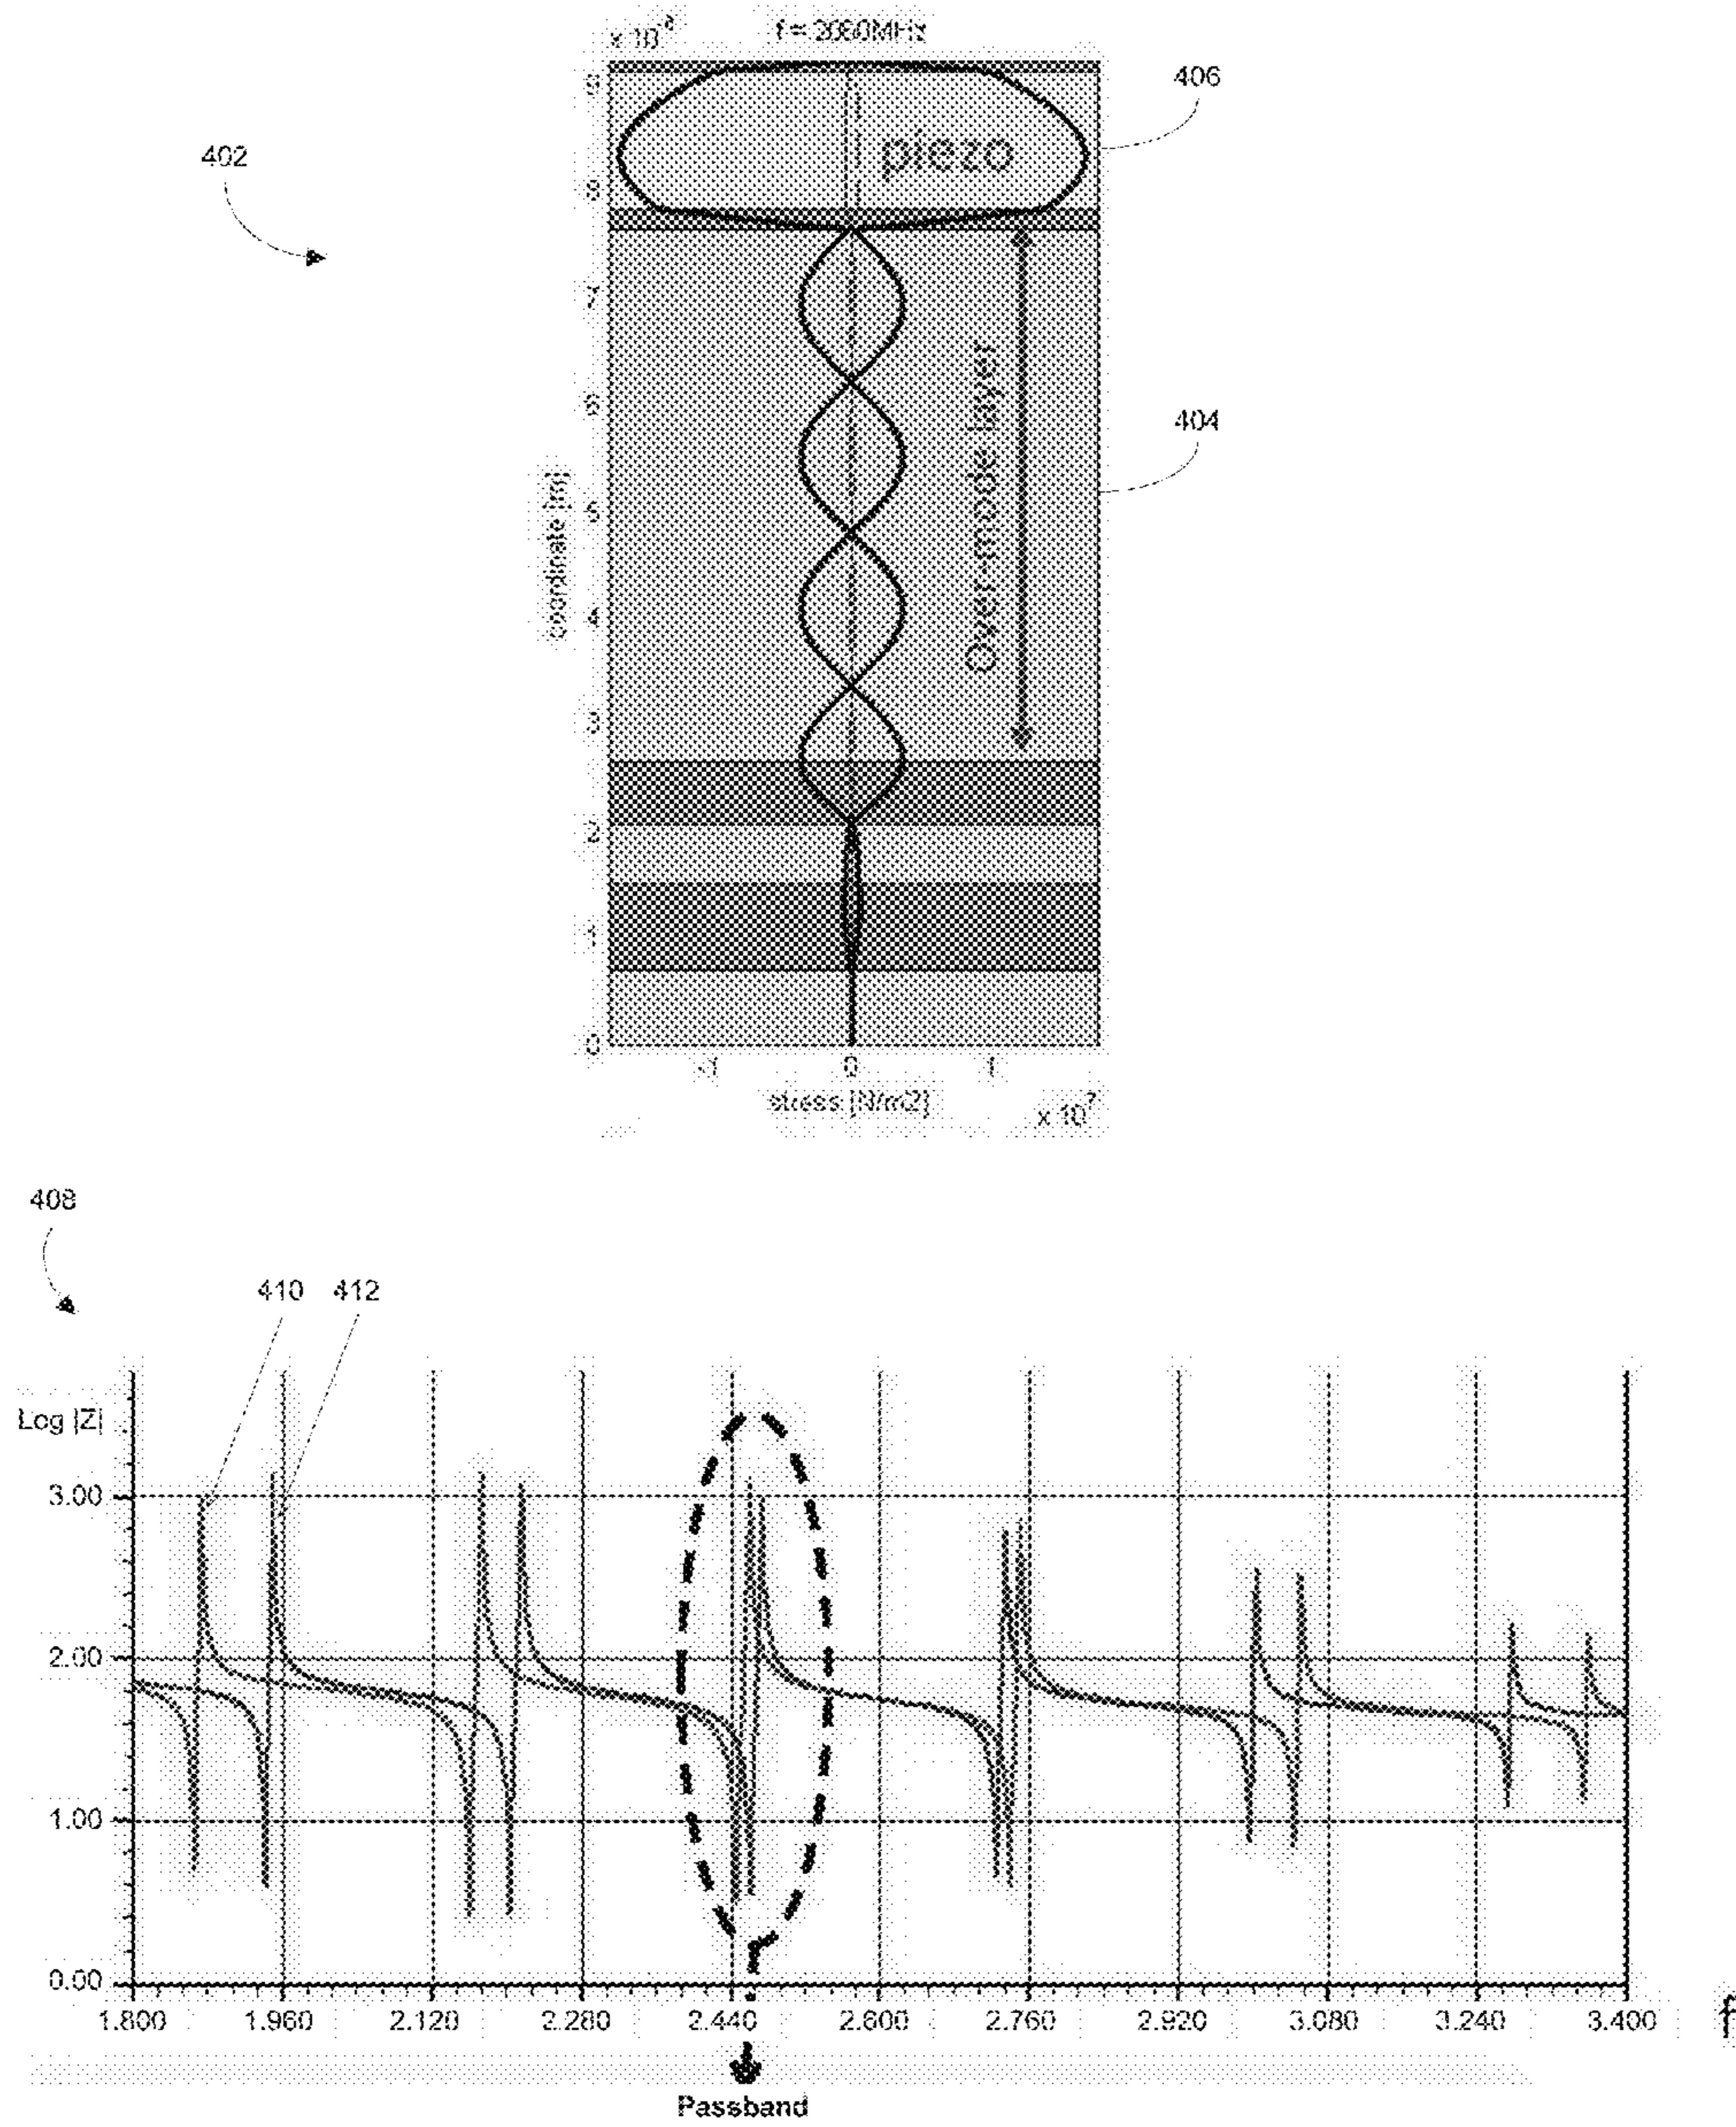 x 10
f = 2060MHz
406
9
piezo
402
8
7
6
404
Over-mode layer
coordinate [m]
5
4
3
2
1
0
-1 0 1
stress [N/m2]
x 10^7
408
410 412
Log |Z|
3.00
2.00
1.00
0.00
1.800 1.960 2.120 2.280 2.440 2.600 2.760 2.920 3.080 3.240 3.400
f
Passband